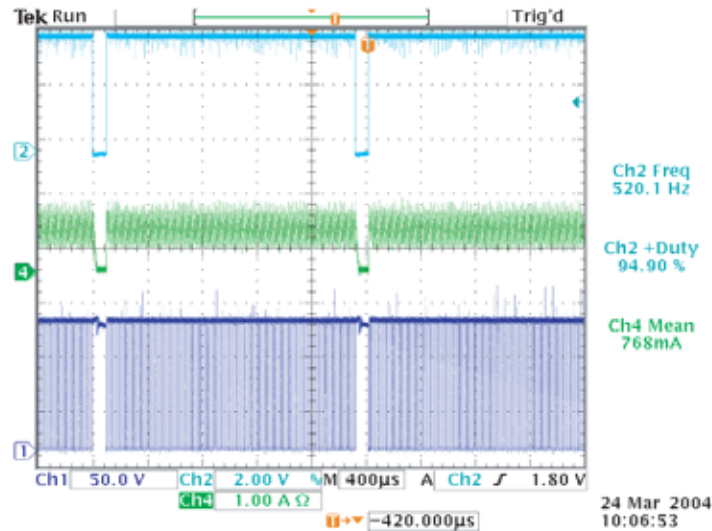 Tek Run Trig'd
T
T
2
Ch2 Freq
520.1 Hz
Ch2 +Duty
94.90 %
4
Ch4 Mean
768mA
1
Ch1 50.0 V Ch2 2.00 V M 400µs A Ch2 1.80 V
Ch4 1.00 A Ω
T -420.000µs
24 Mar 2004
10:06:53